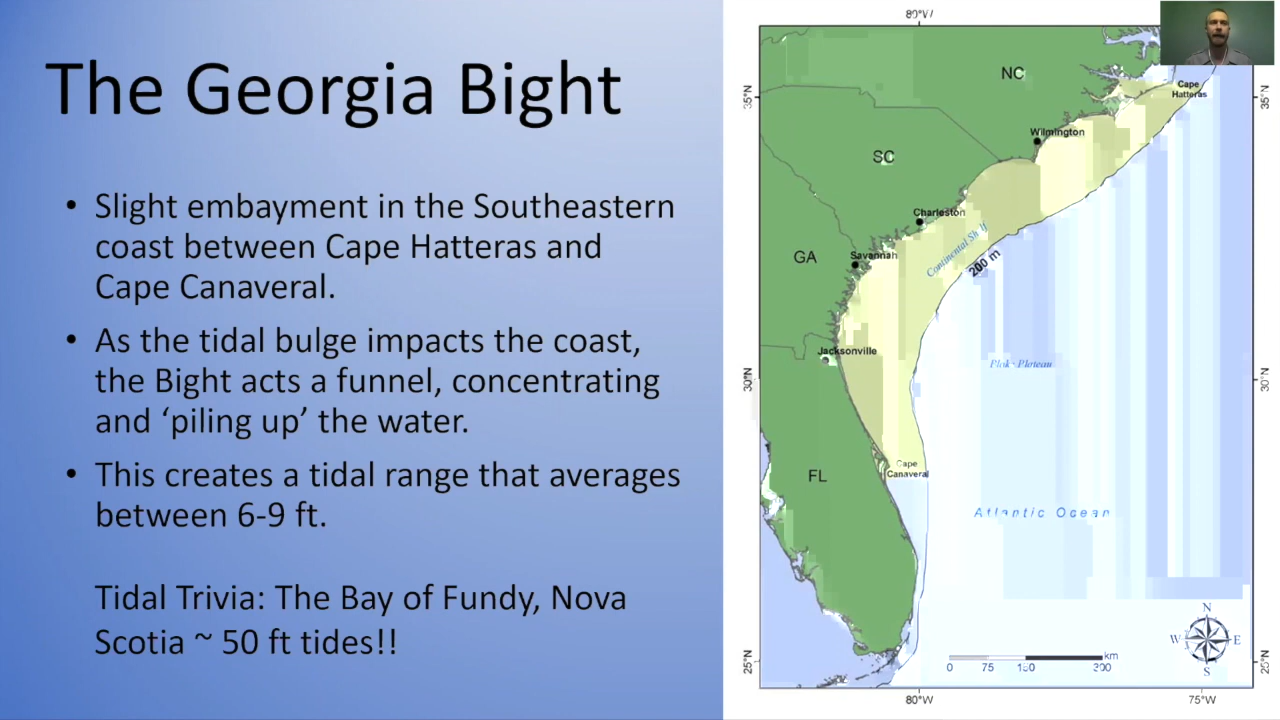 The Georgia Bight
• Slight embayment in the Southeastern
coast between Cape Hatteras and
Cape Canaveral.
• As the tidal bulge impacts the coast,
the Bight acts a funnel, concentrating
and ‘piling up’ the water.
• This creates a tidal range that averages
between 6-9 ft.
Tidal Trivia: The Bay of Fundy, Nova
Scotia ~ 50 ft tides!!
80°W
NC
Cape
Hatteras
35°N
35°N
Wilmington
SC
Charleston
Continental Shelf
GA
Savannah
200 m
Jacksonville
Plateau
30°N
30°N
Cape
Canaveral
FL
Atlantic Ocean
N
W
E
S
km
0 75 150 300
25°N
25°N
80°W
75°W